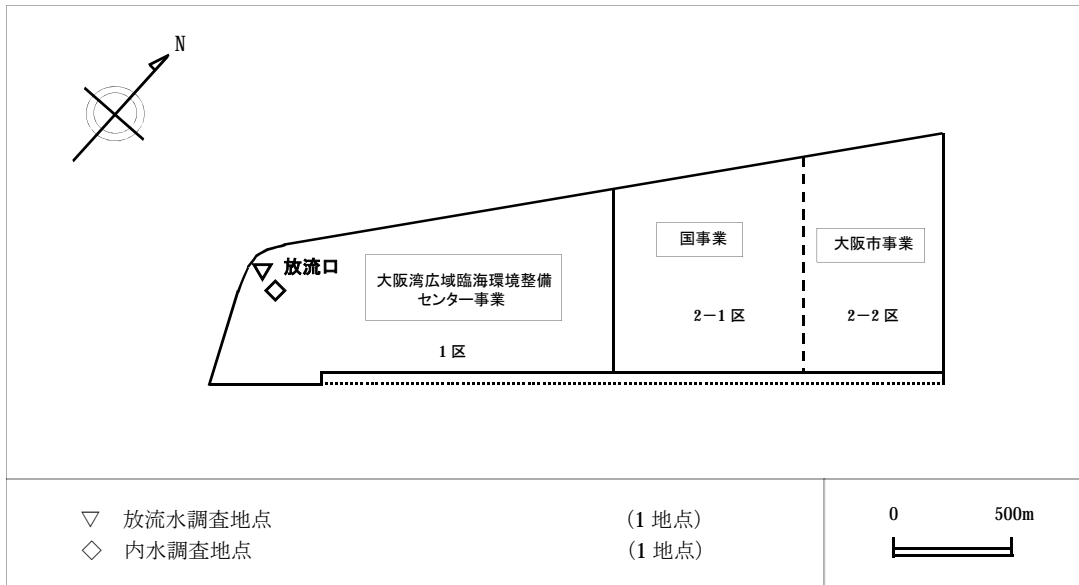 N
放流口
大阪湾広域臨海環境整備
センター事業
1区
国事業
2－1 区
大阪市事業
2－2 区
▽ 放流水調査地点 (1 地点)
◇ 内水調査地点 (1 地点)
0 500m